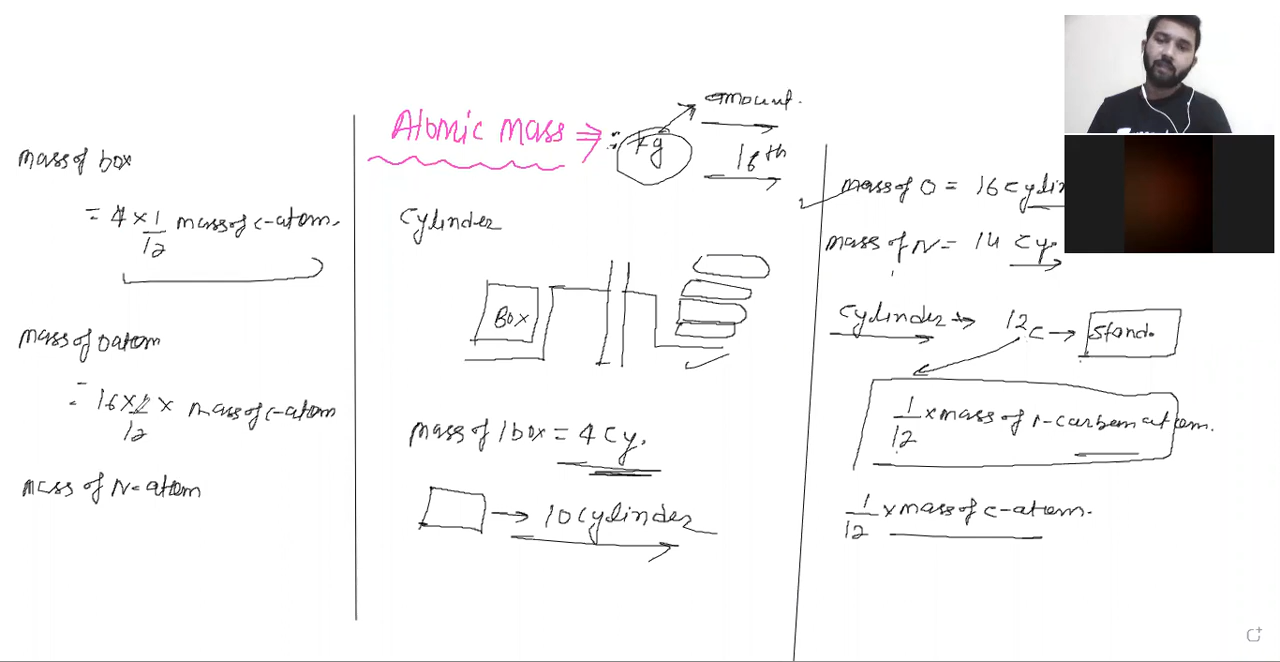 mass of box
= 4 × 1/12 mass of c-atom.
mass of O atom
= 16 × 1/12 × mass of c-atom
mass of N-atom
Atomic mass ⇒
kg
amount.
16th
cylinder
Box
mass of 1 box = 4 Cy.
→ 10 cylinder
mass of O = 16 cylin
mass of N = 14 Cy.
Cylinder → 12C → Stand.
1/12 × mass of 1-carbon atom.
1/12 × mass of c-atom.